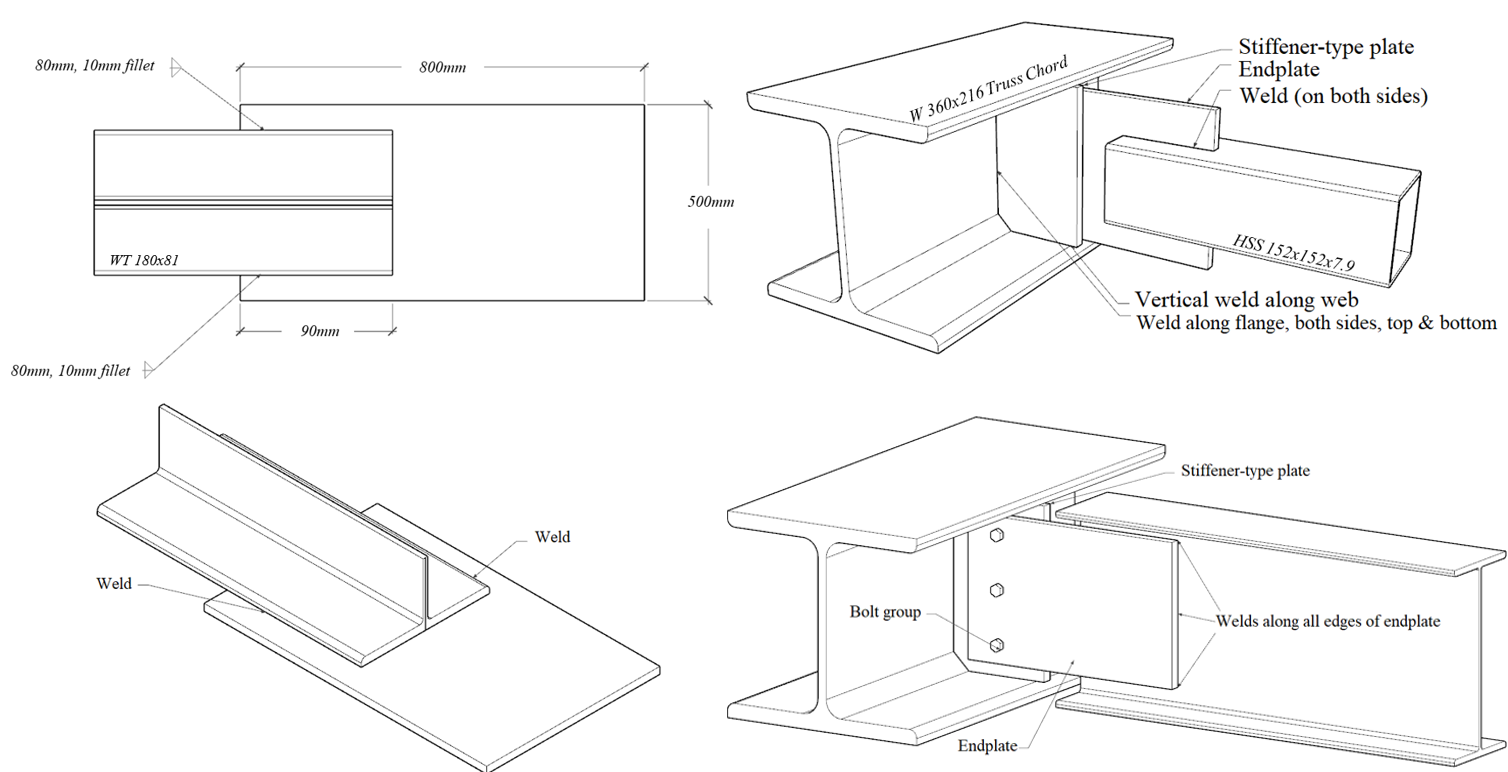 80mm, 10mm fillet
800mm
500mm
WT 180x81
90mm
80mm, 10mm fillet
Stiffener-type plate
Endplate
Weld (on both sides)
W 360x216 Truss Chord
HSS 152x152x7.9
Vertical weld along web
Weld along flange, both sides, top & bottom
Weld
Weld
Stiffener-type plate
Bolt group
Welds along all edges of endplate
Endplate